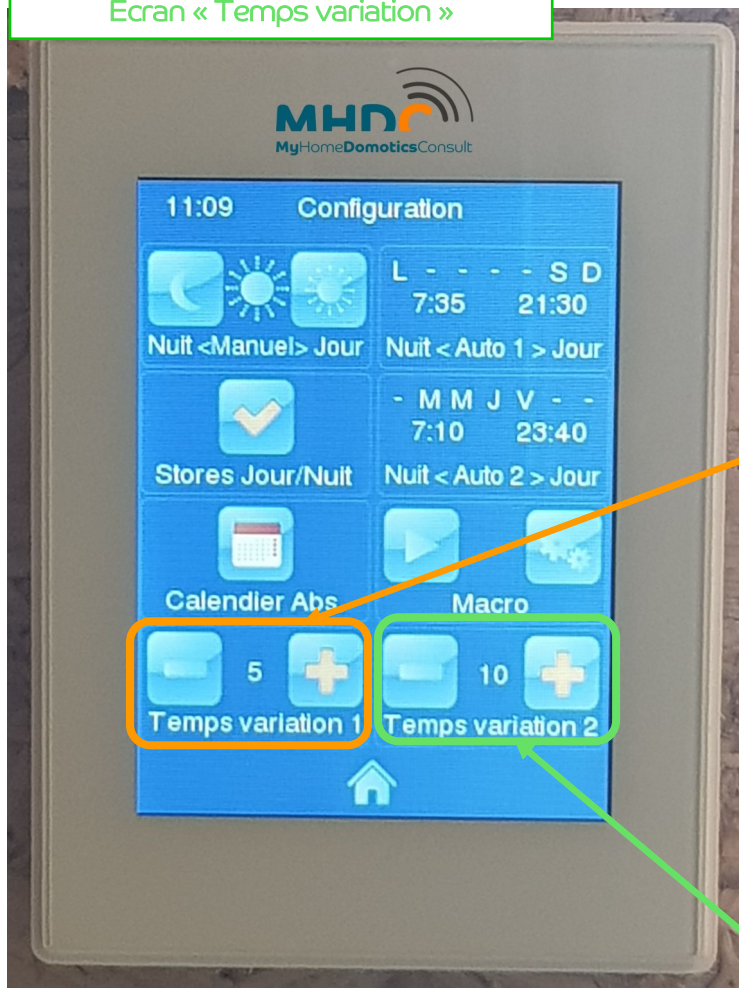 Ecran « Temps variation »
MHDC
MyHomeDomoticsConsult
11:09 Configuration
Nuit <Manuel> Jour
L - - - - S D
7:35 21:30
Nuit < Auto 1 > Jour
Stores Jour/Nuit
- M M J V - -
7:10 23:40
Nuit < Auto 2 > Jour
Calendier Abs
Macro
5
Temps variation 1
10
Temps variation 2